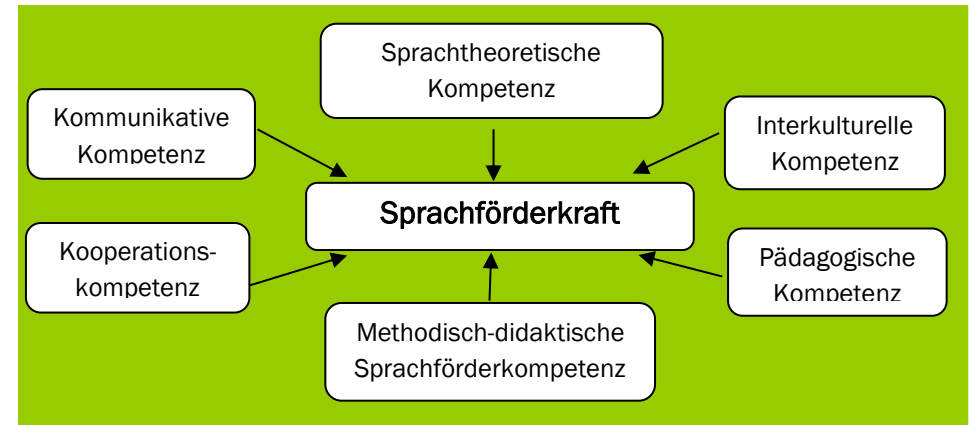 Sprachtheoretische
Kompetenz
Kommunikative
Kompetenz
Interkulturelle
Kompetenz
Sprachförderkraft
Kooperations-
kompetenz
Pädagogische
Kompetenz
Methodisch-didaktische
Sprachförderkompetenz